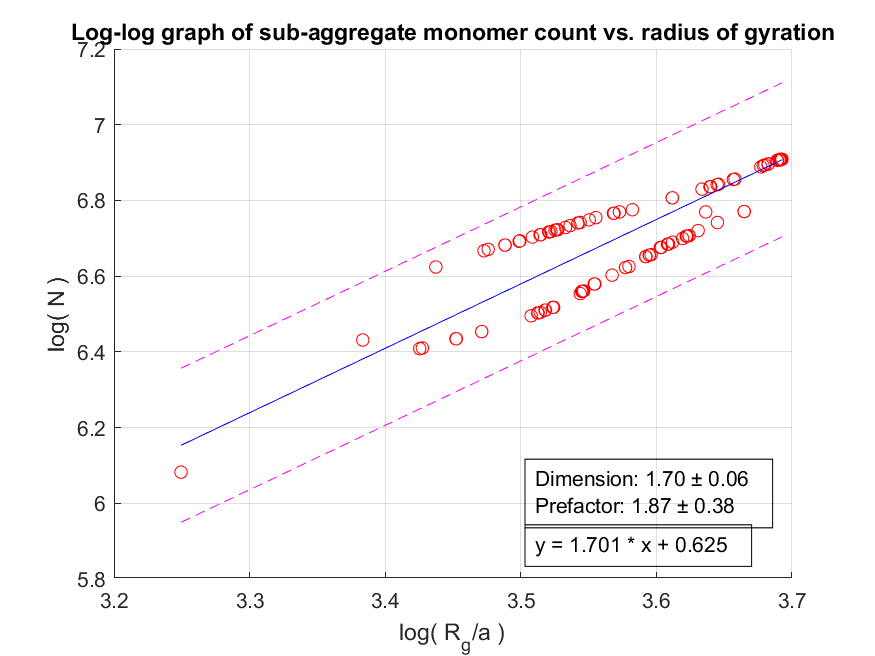 Log-log graph of sub-aggregate monomer count vs. radius of gyration
7.2
7
6.8
6.6
6.4
6.2
6
5.8
log( N )
Dimension: 1.70 ± 0.06
Prefactor: 1.87 ± 0.38
y = 1.701 * x + 0.625
3.2 3.3 3.4 3.5 3.6 3.7
log( R_g/a )